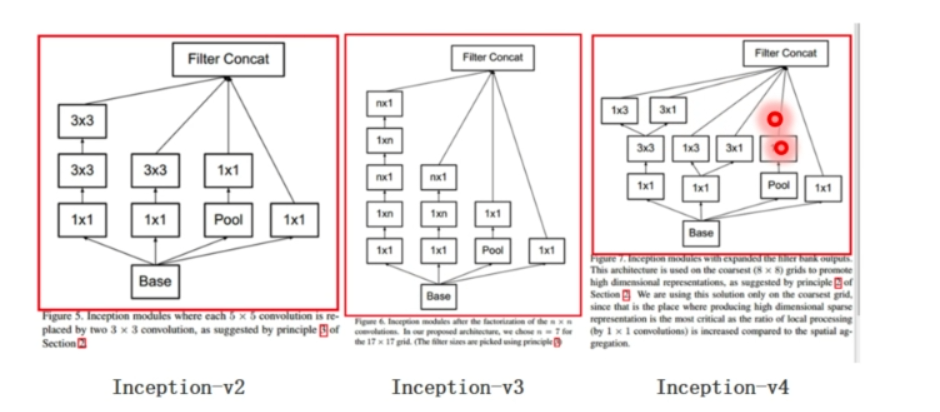 Filter Concat
3x3
3x3
3x3
1x1
1x1
1x1
Pool
1x1
Base
Figure 5. Inception modules where each 5 × 5 convolution is re-
placed by two 3 × 3 convolution, as suggested by principle 3 of
Section 2.
Inception-v2
Filter Concat
nx1
1xn
nx1
nx1
1xn
1xn
1x1
1x1
1x1
Pool
1x1
Base
Figure 6. Inception modules after the factorization of the n × n
convolutions. In our proposed architecture, we chose n = 7 for
the 17 × 17 grid. (The filter sizes are picked using principle 3)
Inception-v3
Filter Concat
1x3
3x1
3x3
1x3
3x1
1x1
1x1
Pool
1x1
Base
Figure 7. Inception modules with expanded the filter bank outputs.
This architecture is used on the coarsest (8 × 8) grids to promote
high dimensional representations, as suggested by principle 2 of
Section 2. We are using this solution only on the coarsest grid,
since that is the place where producing high dimensional sparse
representation is the most critical as the ratio of local processing
(by 1 × 1 convolutions) is increased compared to the spatial ag-
gregation.
Inception-v4